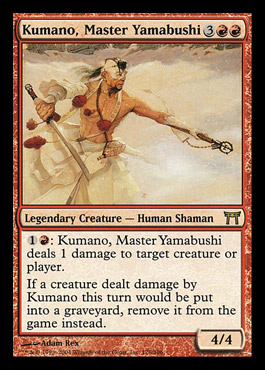 Kumano, Master Yamabushi 3
Legendary Creature — Human Shaman
1: Kumano, Master Yamabushi
deals 1 damage to target creature or
player.
If a creature dealt damage by
Kumano this turn would be put
into a graveyard, remove it from the
game instead.
Adam Rex
4/4